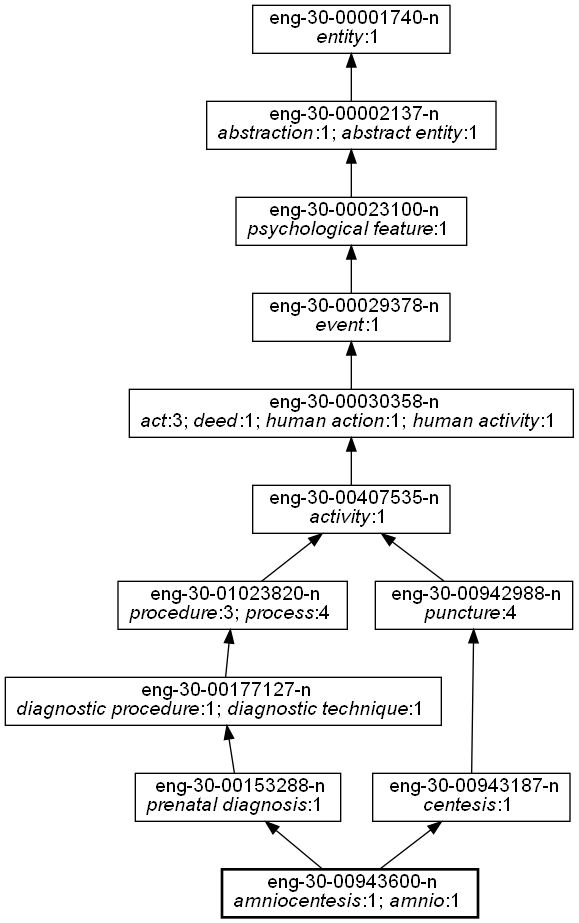 eng-30-00001740-n
entity:1
eng-30-00002137-n
abstraction:1; abstract entity:1
eng-30-00023100-n
psychological feature:1
eng-30-00029378-n
event:1
eng-30-00030358-n
act:3; deed:1; human action:1; human activity:1
eng-30-00407535-n
activity:1
eng-30-01023820-n
procedure:3; process:4
eng-30-00942988-n
puncture:4
eng-30-00177127-n
diagnostic procedure:1; diagnostic technique:1
eng-30-00153288-n
prenatal diagnosis:1
eng-30-00943187-n
centesis:1
eng-30-00943600-n
amniocentesis:1; amnio:1